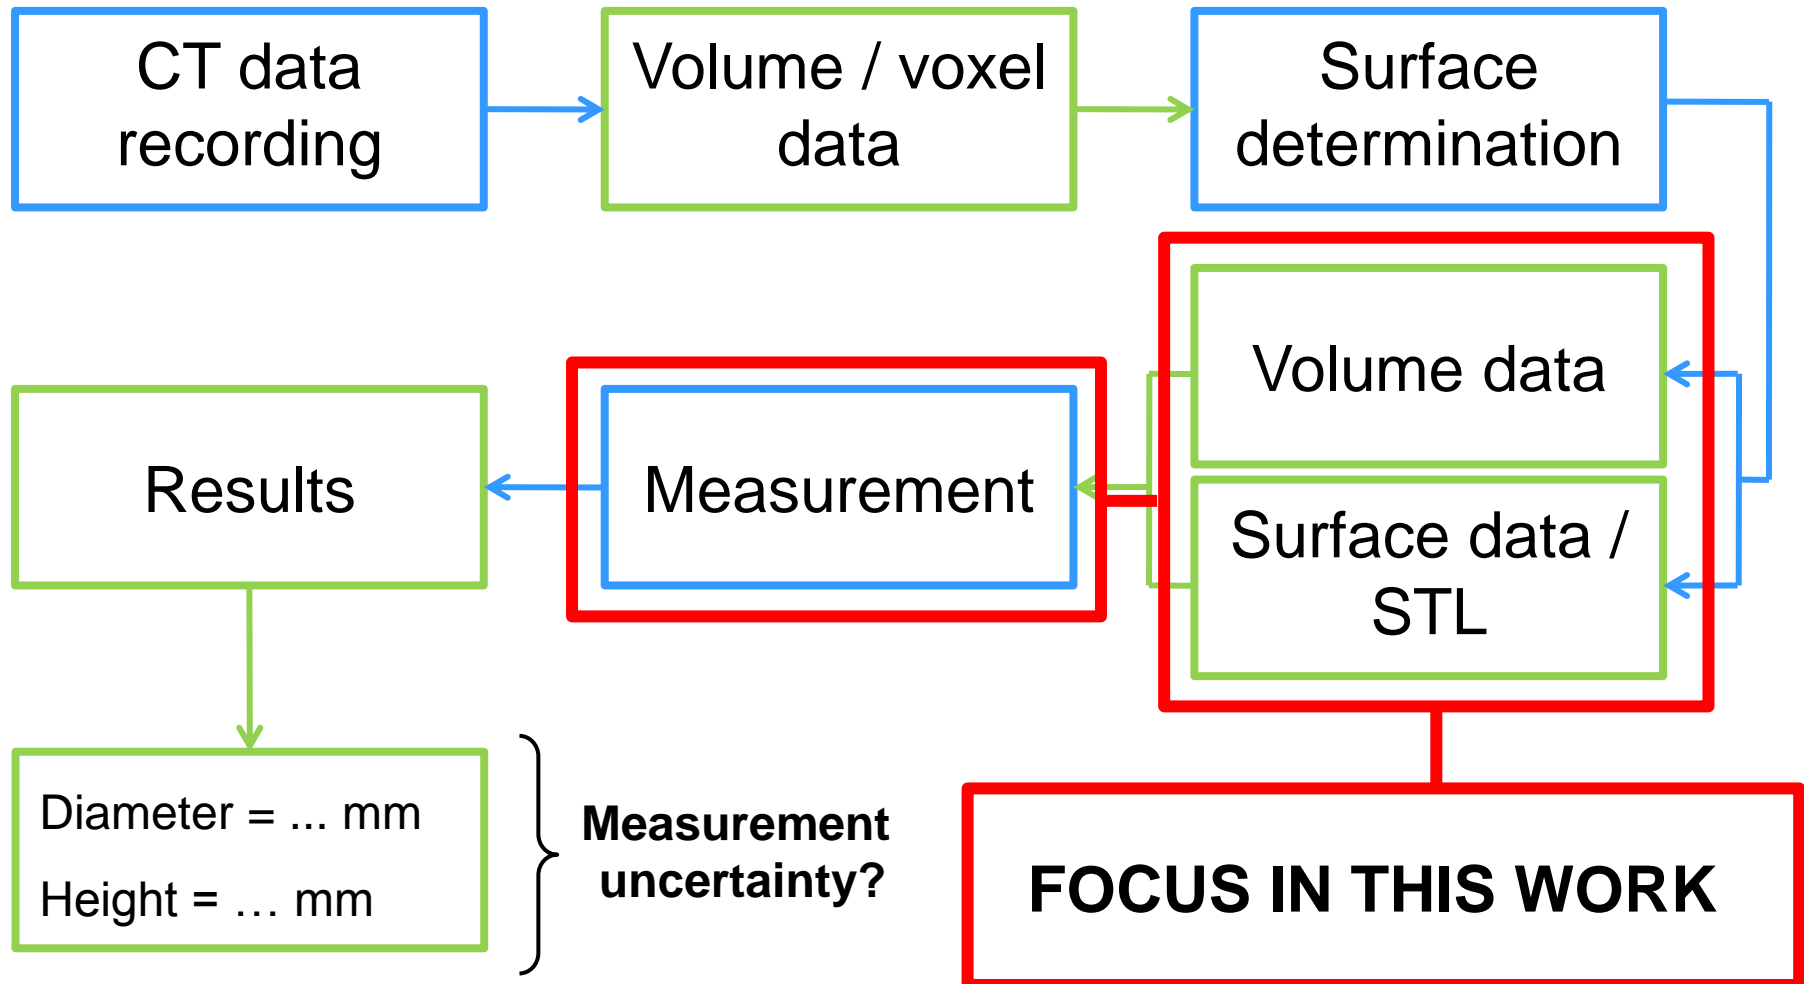 CT data
recording
Volume / voxel
data
Surface
determination
Volume data
Surface data /
STL
Measurement
Results
Diameter = ... mm
Height = … mm
Measurement
uncertainty?
FOCUS IN THIS WORK